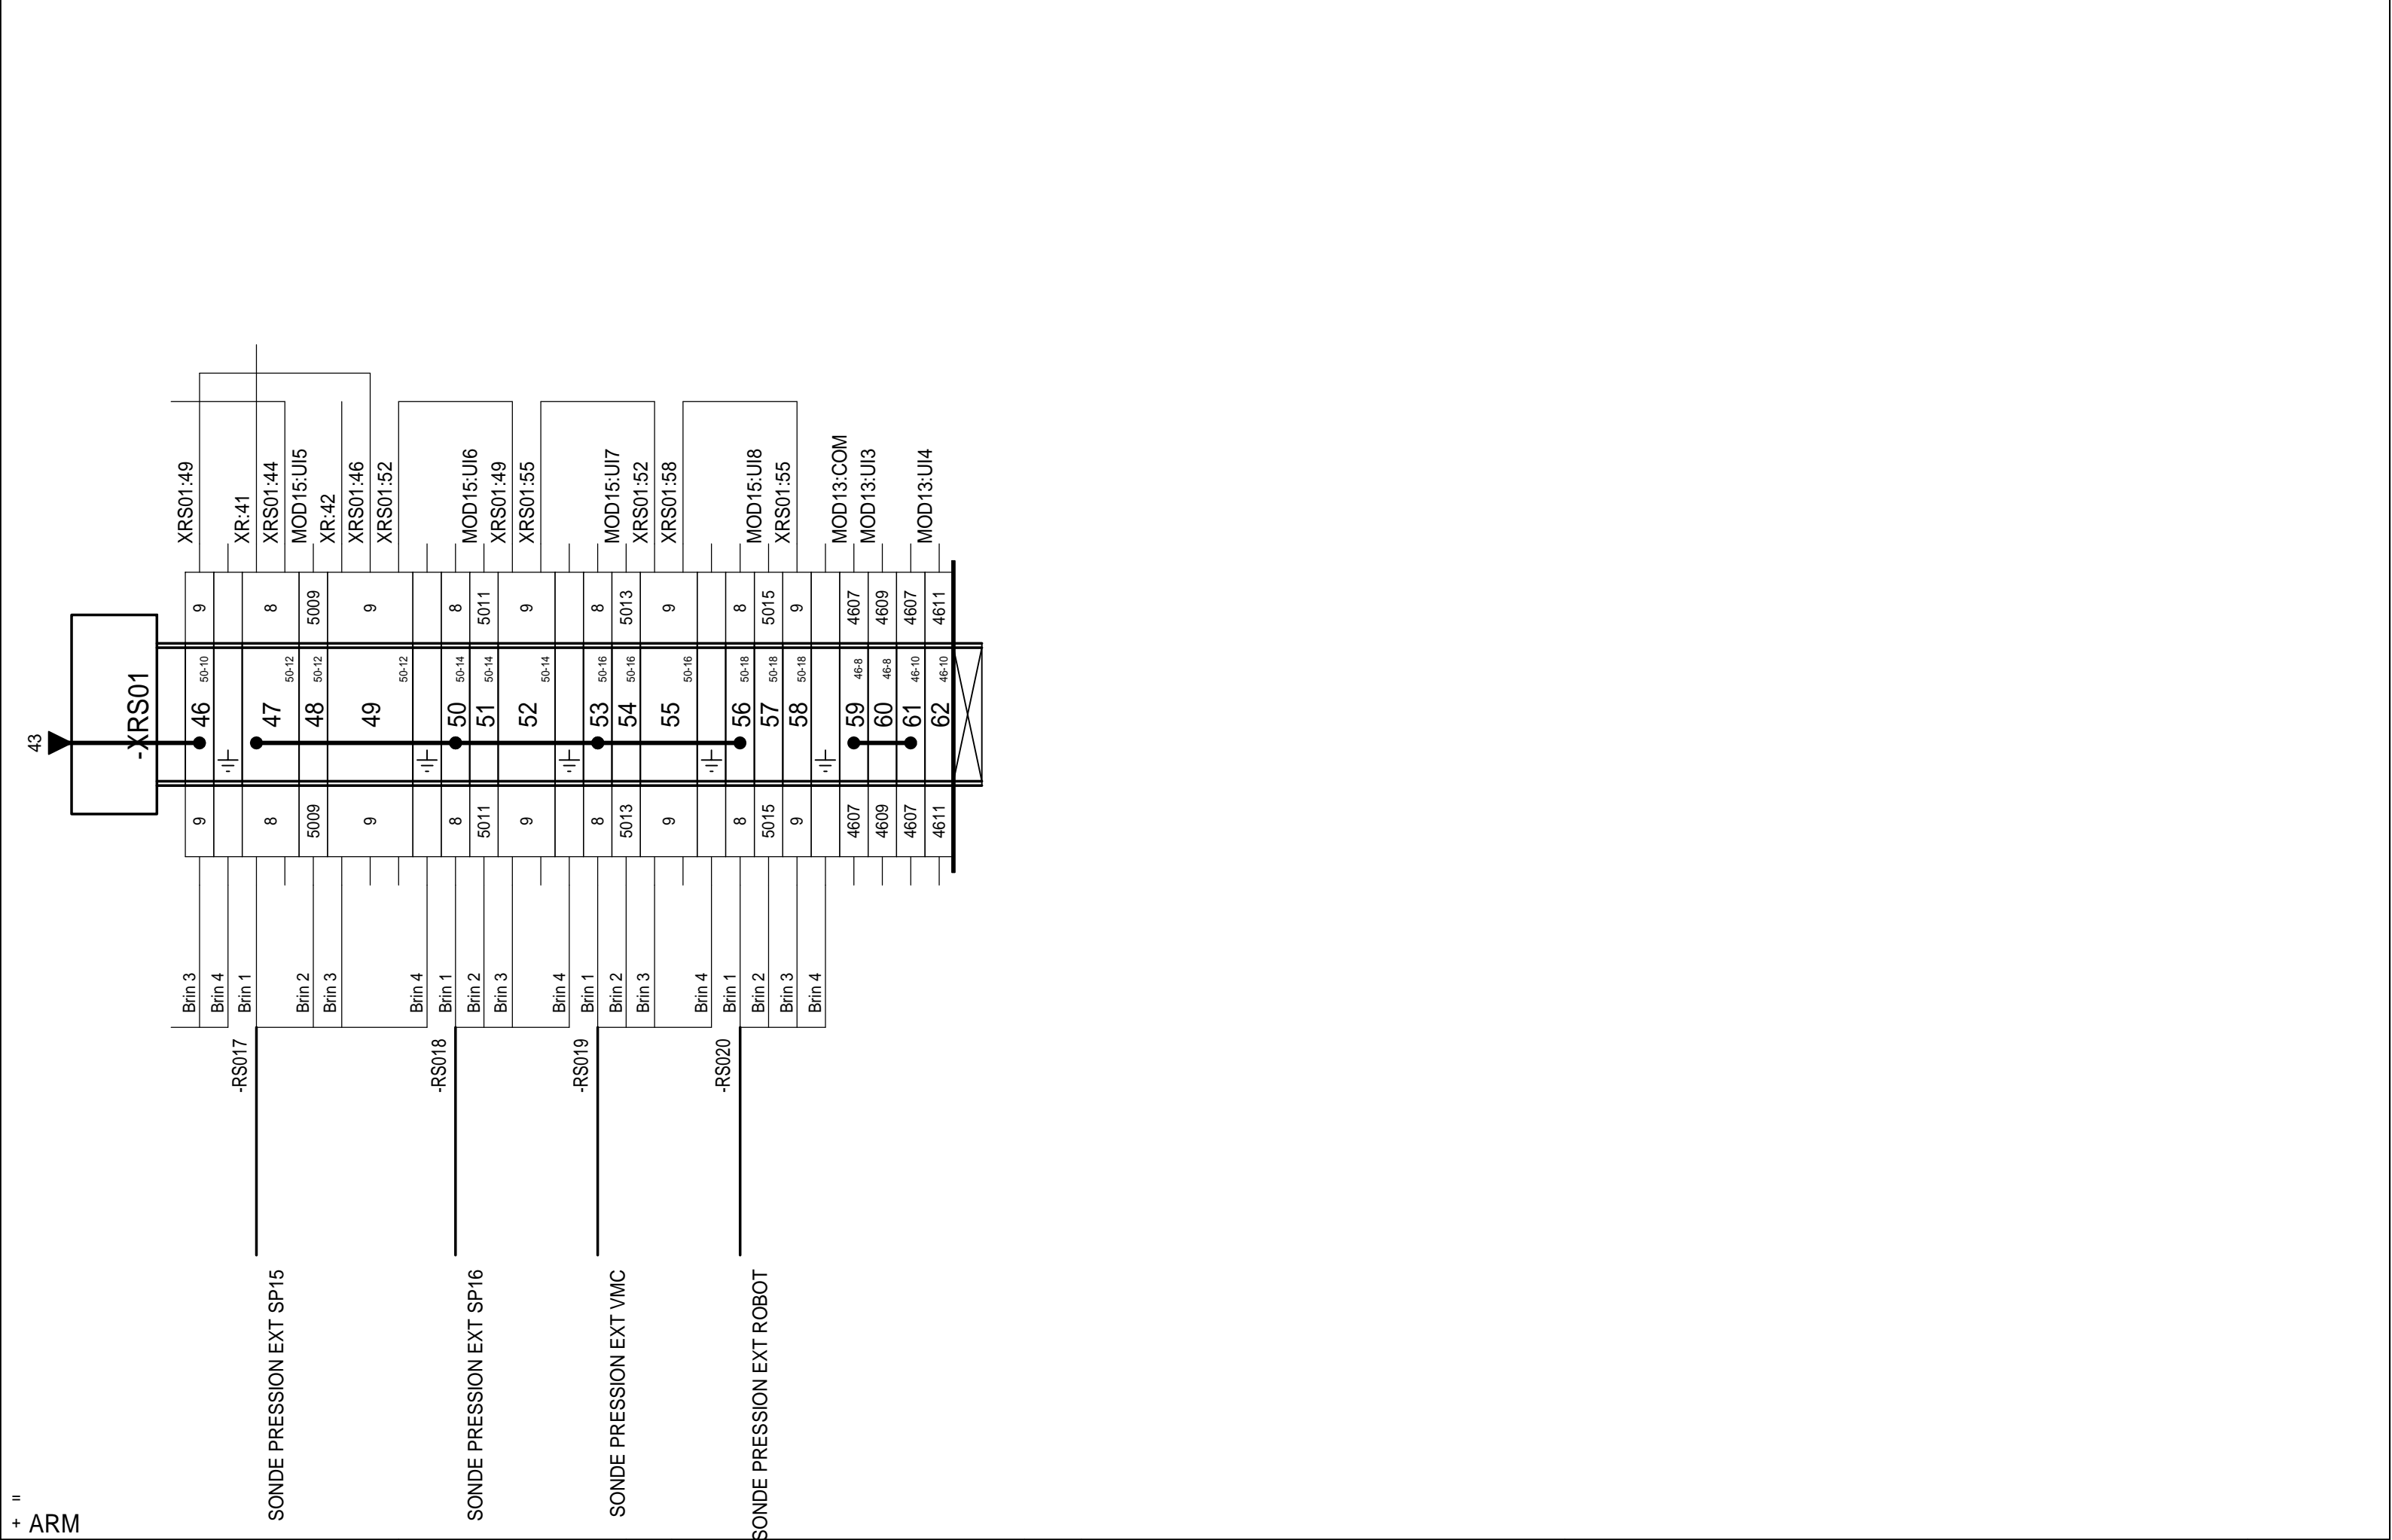 43
-XRS01
XRS01:49
XR:41
XRS01:44
MOD15:UI5
XR:42
XRS01:46
XRS01:52
MOD15:UI6
XRS01:49
XRS01:55
MOD15:UI7
XRS01:52
XRS01:58
MOD15:UI8
XRS01:55
MOD13:COM
MOD13:UI3
MOD13:UI4
9
8
5009
9
8
5011
9
8
5013
9
8
5015
9
4607
4609
4607
4611
50-10
50-12
50-12
50-12
50-14
50-14
50-14
50-16
50-16
50-16
50-18
50-18
50-18
46-8
46-8
46-10
46-10
46
47
48
49
50
51
52
53
54
55
56
57
58
59
60
61
62
9
8
5009
9
8
5011
9
8
5013
9
8
5015
9
4607
4609
4607
4611
Brin 3
Brin 4
Brin 1
Brin 2
Brin 3
Brin 4
Brin 1
Brin 2
Brin 3
Brin 4
Brin 1
Brin 2
Brin 3
Brin 4
Brin 1
Brin 2
Brin 3
Brin 4
-RS017
-RS018
-RS019
-RS020
SONDE PRESSION EXT SP15
SONDE PRESSION EXT SP16
SONDE PRESSION EXT VMC
SONDE PRESSION EXT ROBOT
=
+ ARM